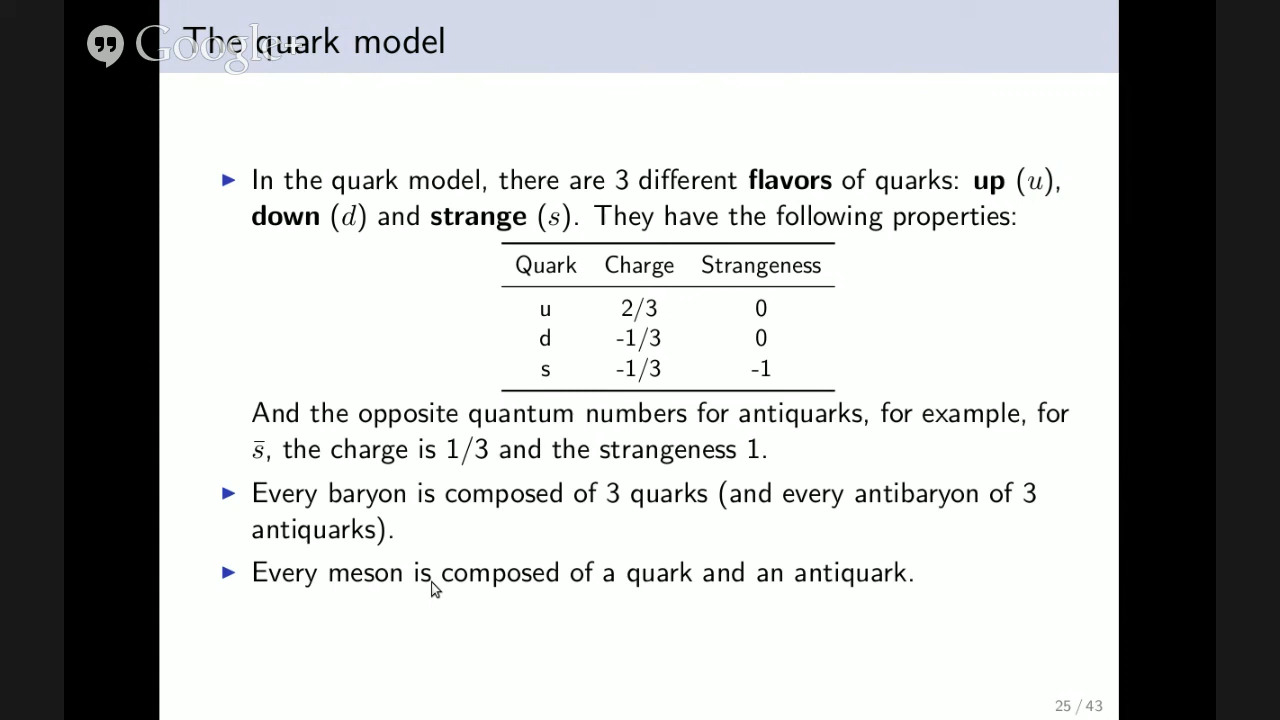 The quark model
Google+
▶ In the quark model, there are 3 different flavors of quarks: up (u),
down (d) and strange (s). They have the following properties:
Quark Charge Strangeness
u 2/3 0
d -1/3 0
s -1/3 -1
And the opposite quantum numbers for antiquarks, for example, for
s̄, the charge is 1/3 and the strangeness 1.
▶ Every baryon is composed of 3 quarks (and every antibaryon of 3
antiquarks).
▶ Every meson is composed of a quark and an antiquark.
25 / 43